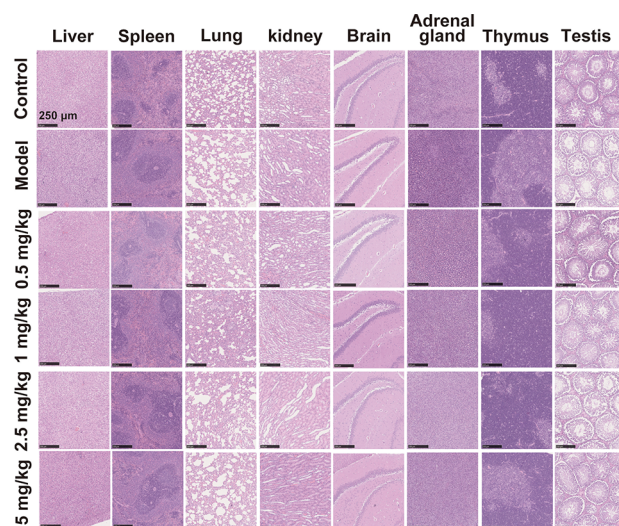 Liver Spleen Lung kidney Brain Adrenal gland Thymus Testis
Control
250 µm
Model
0.5 mg/kg
1 mg/kg
2.5 mg/kg
5 mg/kg